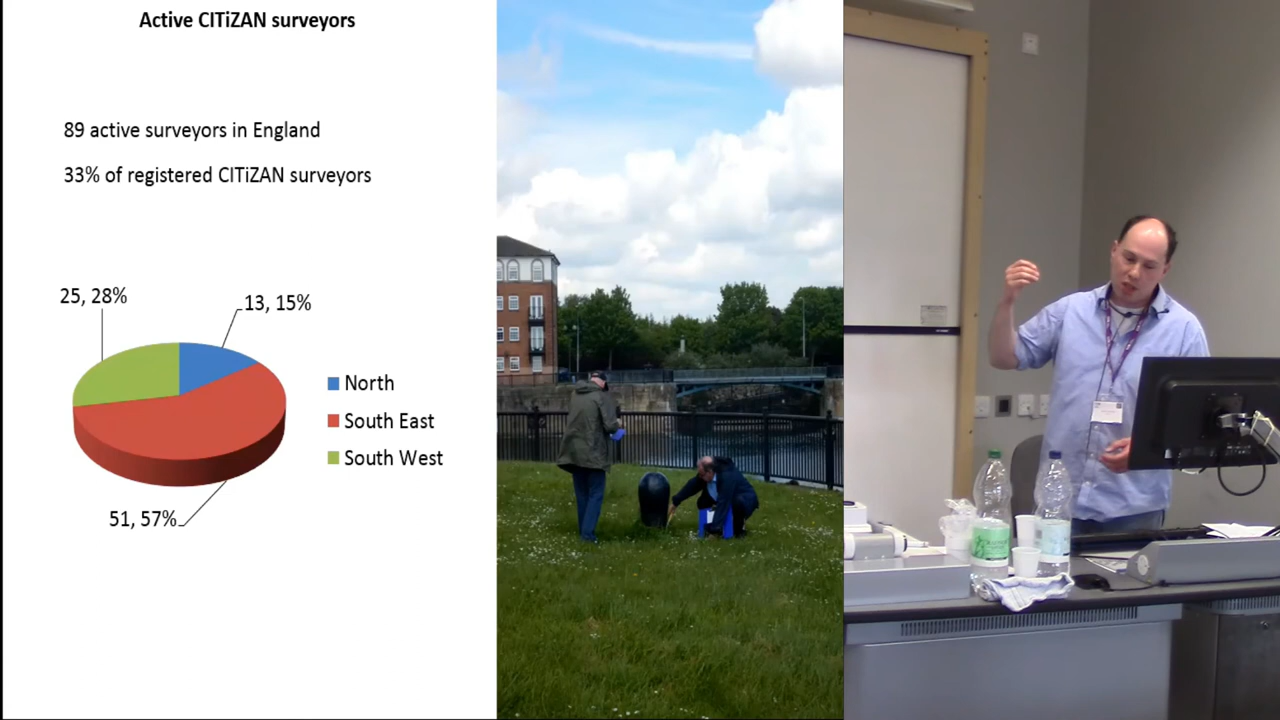 Active CITiZAN surveyors
89 active surveyors in England
33% of registered CITiZAN surveyors
25, 28%
13, 15%
North
South East
South West
51, 57%